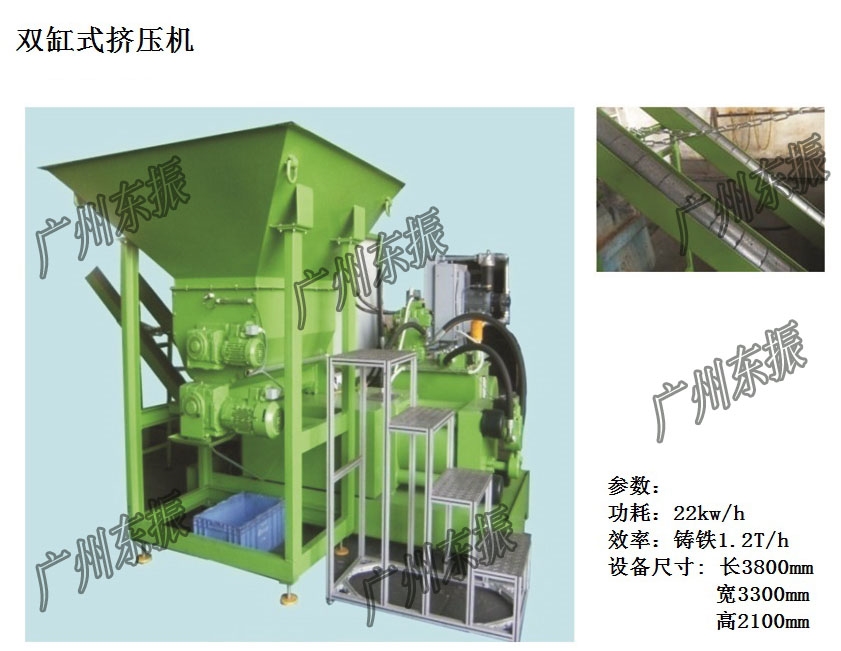 双缸式挤压机
广州东振
广州东振
广州东振
广州东振
广州东振
广州东振
参数：
功耗：22kw/h
效率：铸铁1.2T/h
设备尺寸: 长3800mm
宽3300mm
高2100mm